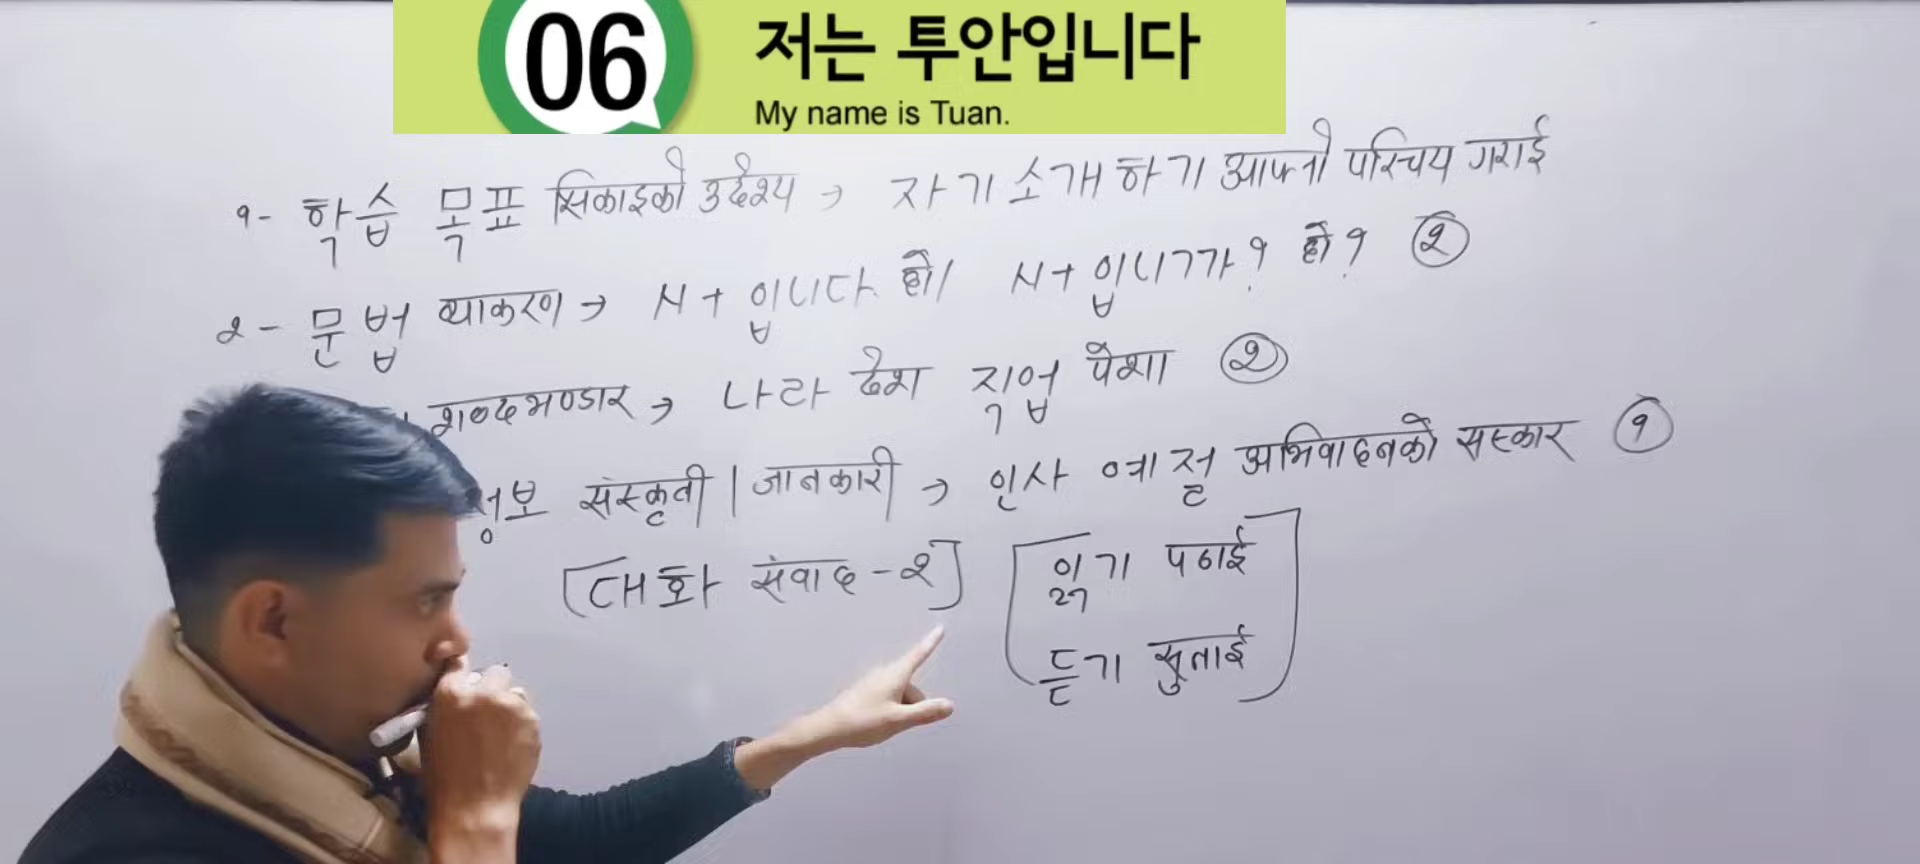 06 저는 투안입니다
My name is Tuan.
१- 학습 목표 सिकाइको उदेश्य → 자기 소개하기 आफ्नो परिचय गराई
२- 문법 व्याकरण → N + 입니다. हो। N + 입니까? हो? ②
शब्दभण्डार → 나라 देश 직업 पेशा ②
정보 संस्कृती | जानकारी → 인사 예절 अभिवादनको संस्कार ①
[대화 संवाद - २]
읽기 पढाई
듣기 सुनाई